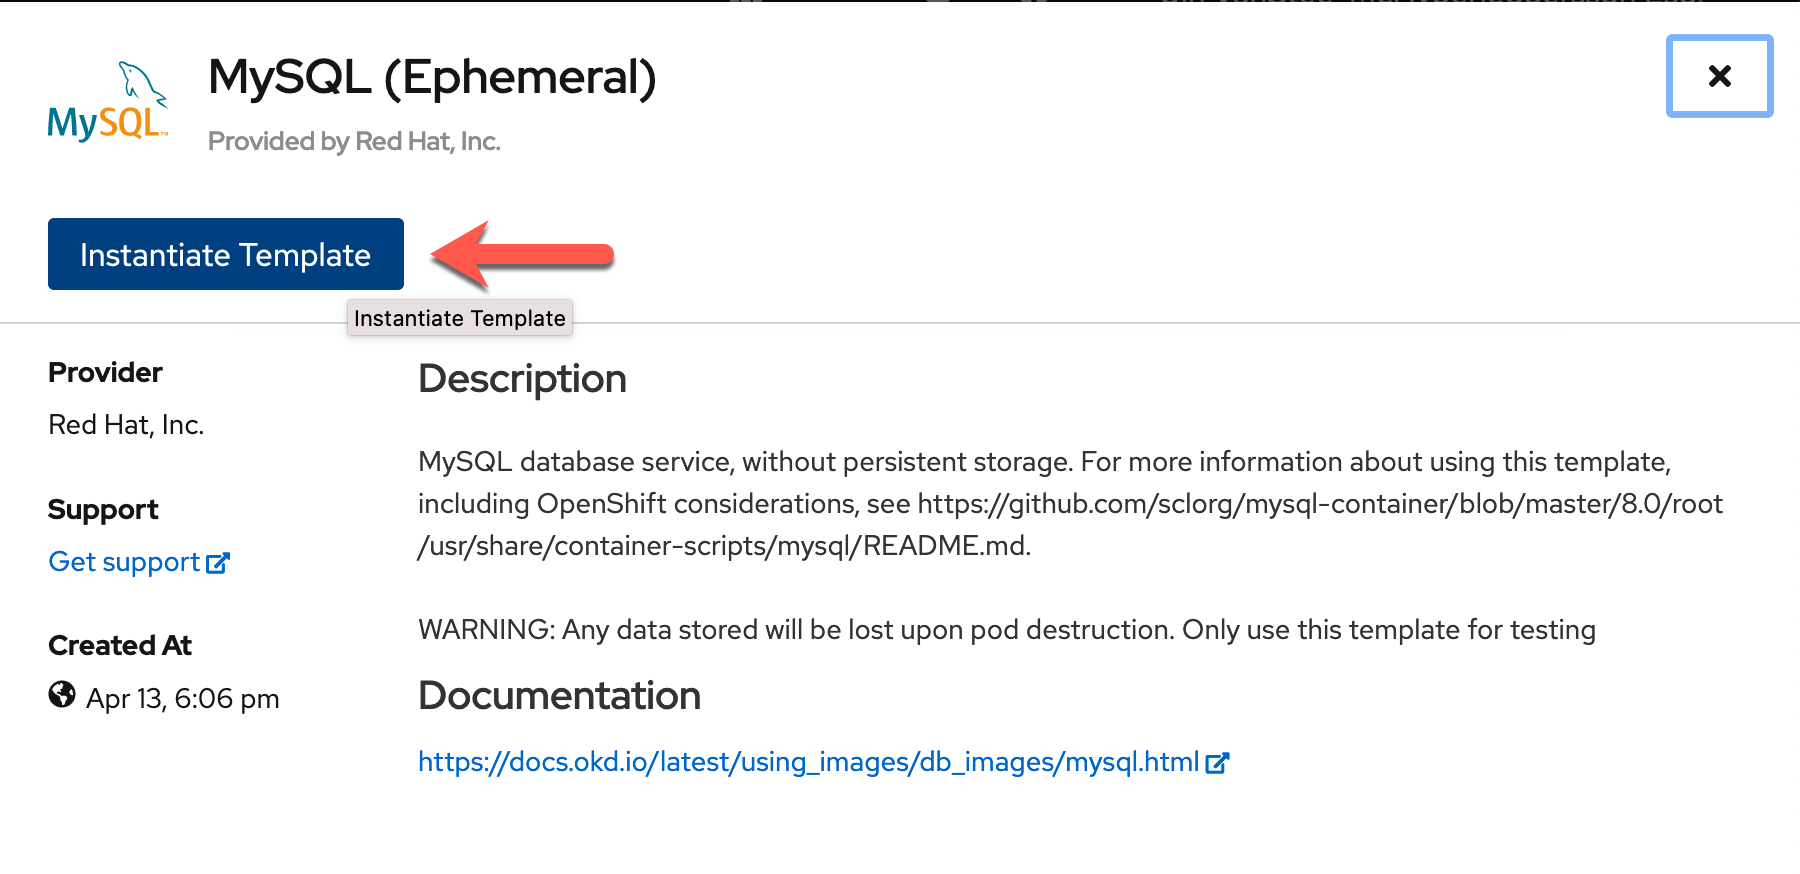 MySQL™
MySQL (Ephemeral)
Provided by Red Hat, Inc.
Instantiate Template
Instantiate Template
Provider
Red Hat, Inc.
Support
Get support
Created At
Apr 13, 6:06 pm
Description
MySQL database service, without persistent storage. For more information about using this template,
including OpenShift considerations, see https://github.com/sclorg/mysql-container/blob/master/8.0/root
/usr/share/container-scripts/mysql/README.md.
WARNING: Any data stored will be lost upon pod destruction. Only use this template for testing
Documentation
https://docs.okd.io/latest/using_images/db_images/mysql.html